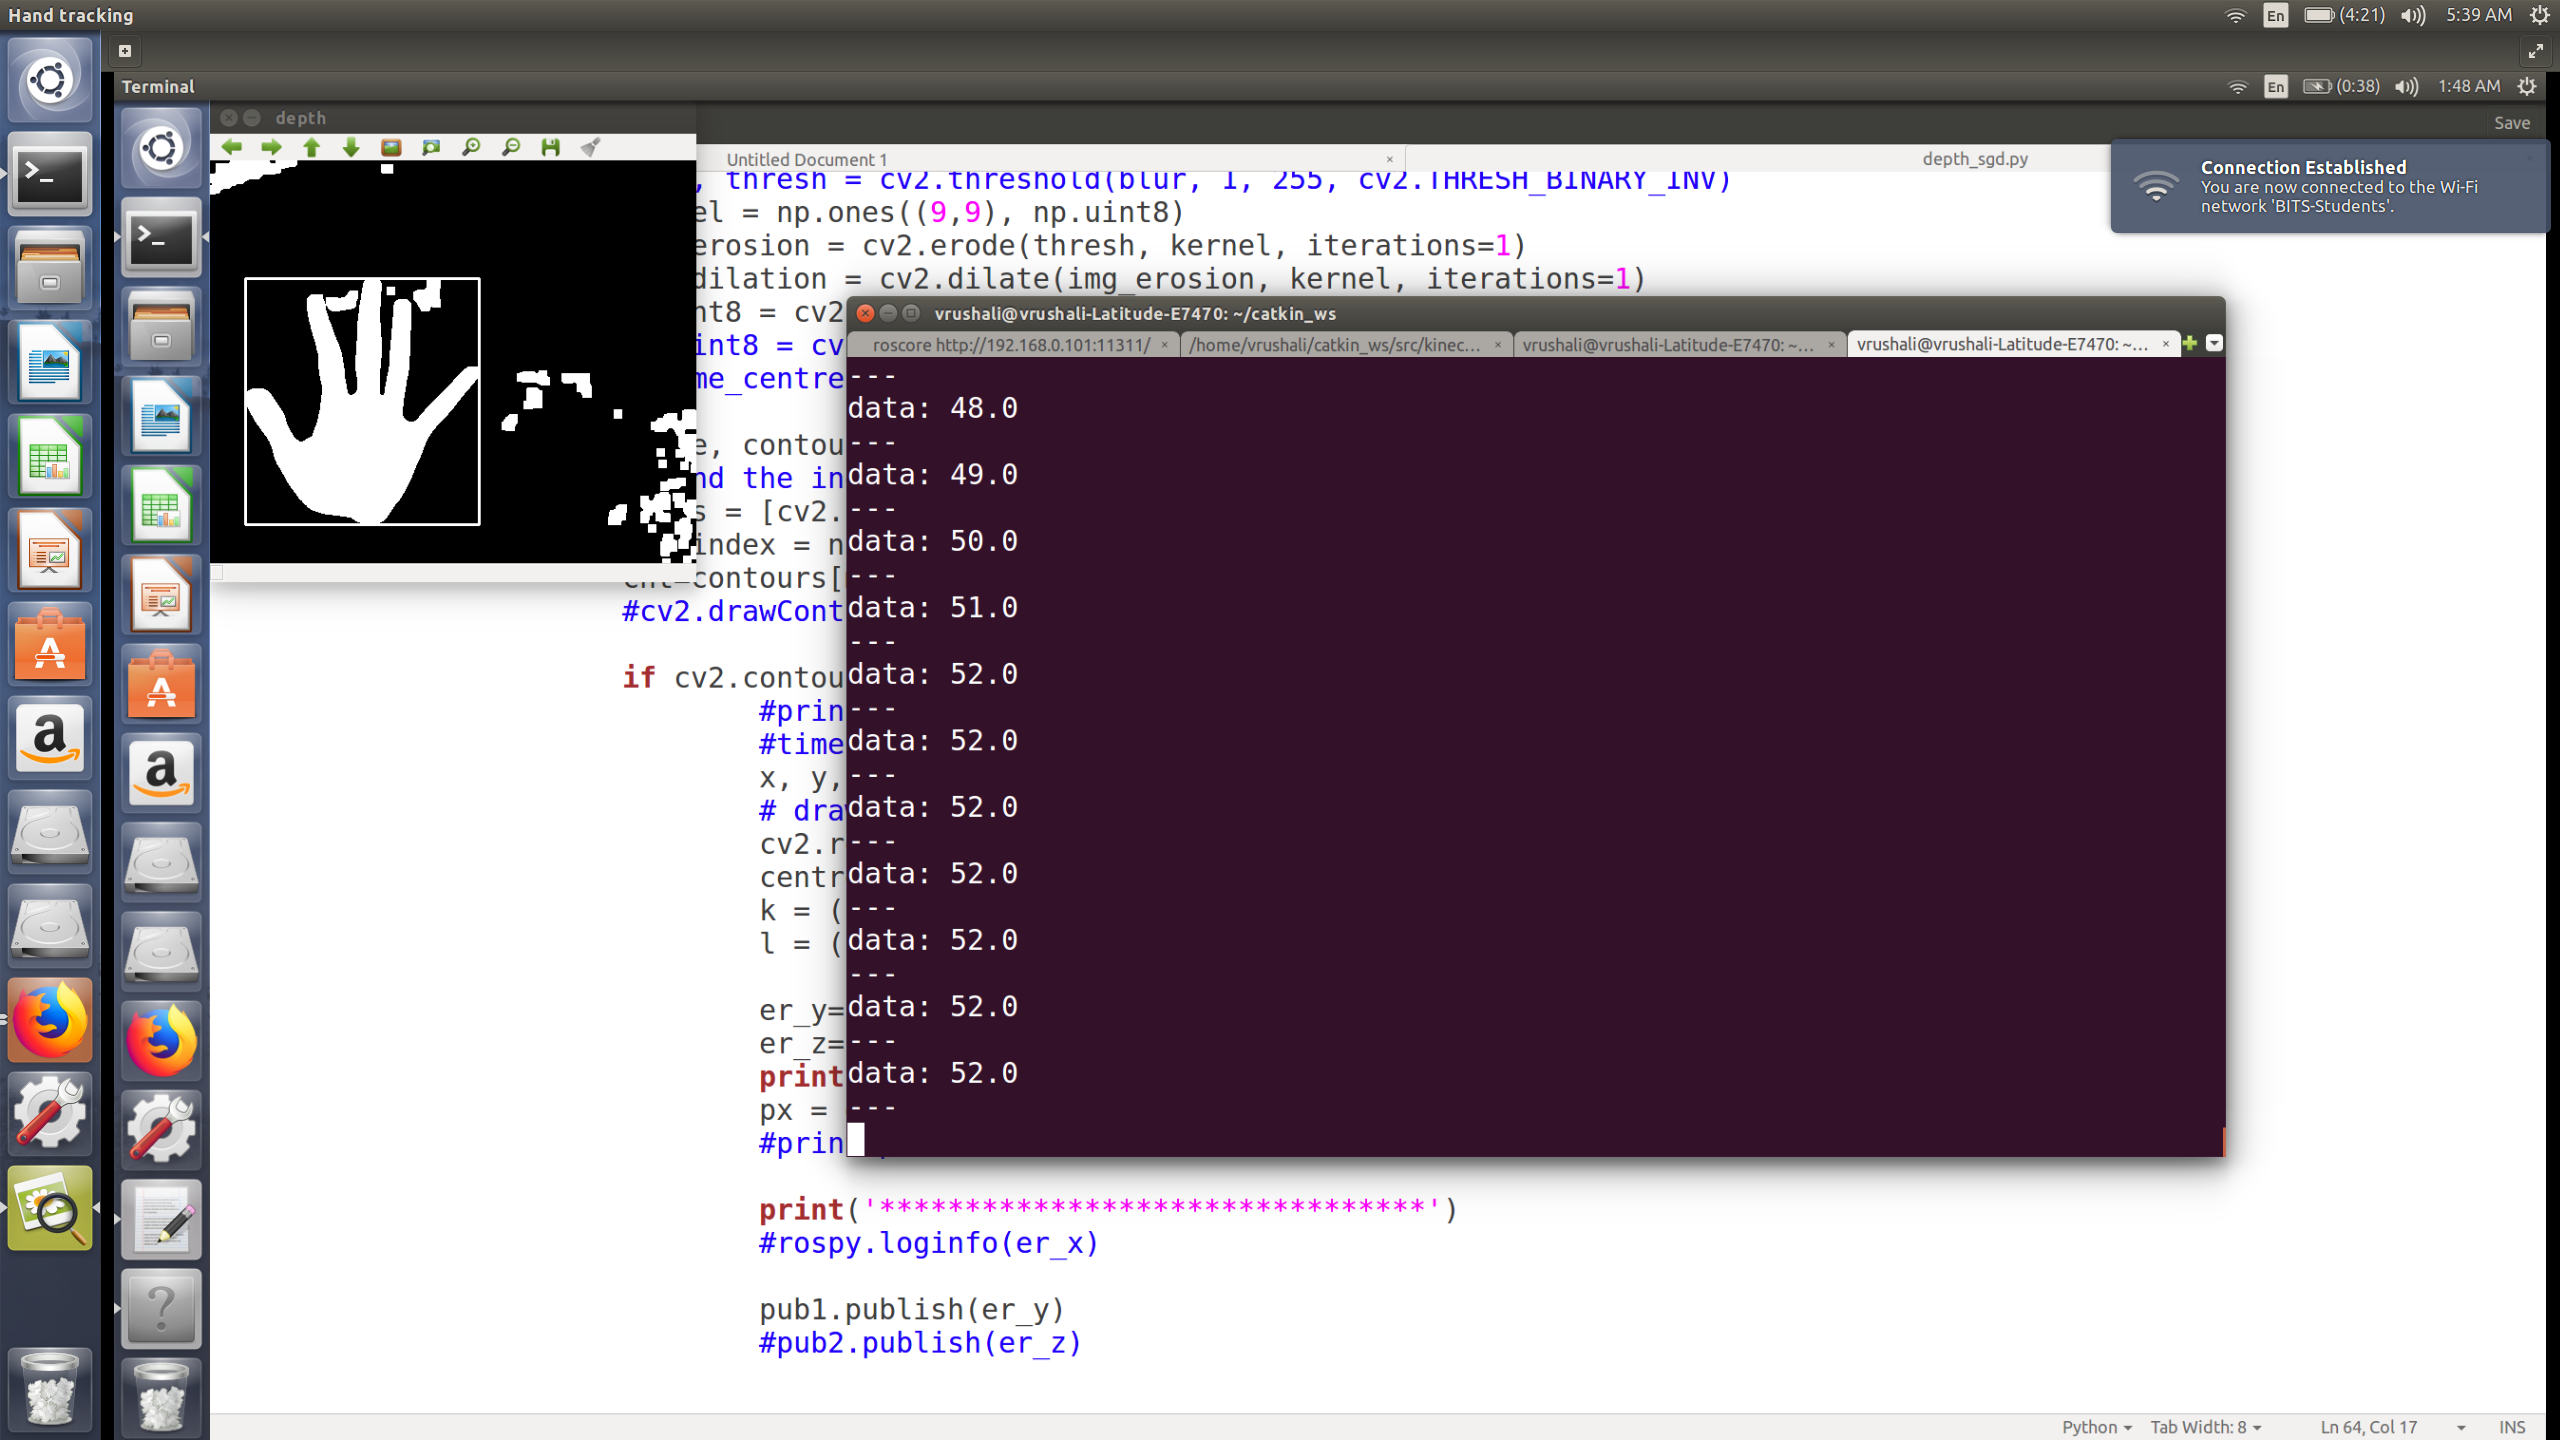 Hand tracking
En
(4:21)
5:39 AM
Terminal
En
(0:38)
1:48 AM
depth
Save
Untitled Document 1
depth_sgd.py
Connection Established
You are now connected to the Wi-Fi
network 'BITS-Students'.
, thresh = cv2.threshold(blur, 1, 255, cv2.THRESH_BINARY_INV)
el = np.ones((9,9), np.uint8)
erosion = cv2.erode(thresh, kernel, iterations=1)
dilation = cv2.dilate(img_erosion, kernel, iterations=1)
nt8 = cv2
int8 = cv
me_centre
e, contou
nd the in
s = [cv2.
index = n
cnt=contours[
#cv2.drawCont
if cv2.contou
#prin
#time
x, y,
# dra
cv2.r
centr
k = (
l = (
er_y=
er_z=
print
px =
#prin
print('********************************')
#rospy.loginfo(er_x)
pub1.publish(er_y)
#pub2.publish(er_z)
vrushali@vrushali-Latitude-E7470: ~/catkin_ws
roscore http://192.168.0.101:11311/
/home/vrushali/catkin_ws/src/kinec...
vrushali@vrushali-Latitude-E7470: ~...
vrushali@vrushali-Latitude-E7470: ~...
---
data: 48.0
---
data: 49.0
---
data: 50.0
---
data: 51.0
---
data: 52.0
---
data: 52.0
---
data: 52.0
---
data: 52.0
---
data: 52.0
---
data: 52.0
---
data: 52.0
---
Python
Tab Width: 8
Ln 64, Col 17
INS